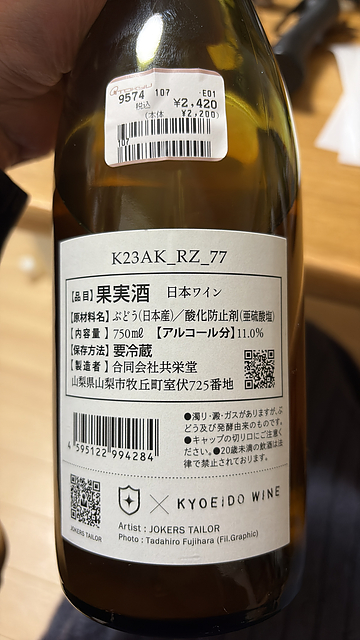 9574 107 -E01
税込 ¥2,420
(本体 ¥2,200)
107
K23AK_RZ_77
【品目】果実酒 日本ワイン
【原材料名】ぶどう(日本産)／酸化防止剤(亜硫酸塩)
【内容量】750㎖ 【アルコール分】11.0%
【保存方法】要冷蔵
【製造者】合同会社共栄堂
山梨県山梨市牧丘町室伏725番地
4 595122 994284
●濁り・澱・ガスがありますが、ぶ
どう及び発酵由来のものです。
●キャップの切り口にご注意く
ださい。●20歳未満の飲酒は法
律で禁止されております。
JOKERS TAILOR
× KYOEIDO WINE
Artist : JOKERS TAILOR
Photo : Tadahiro Fujihara (Fil.Graphic)